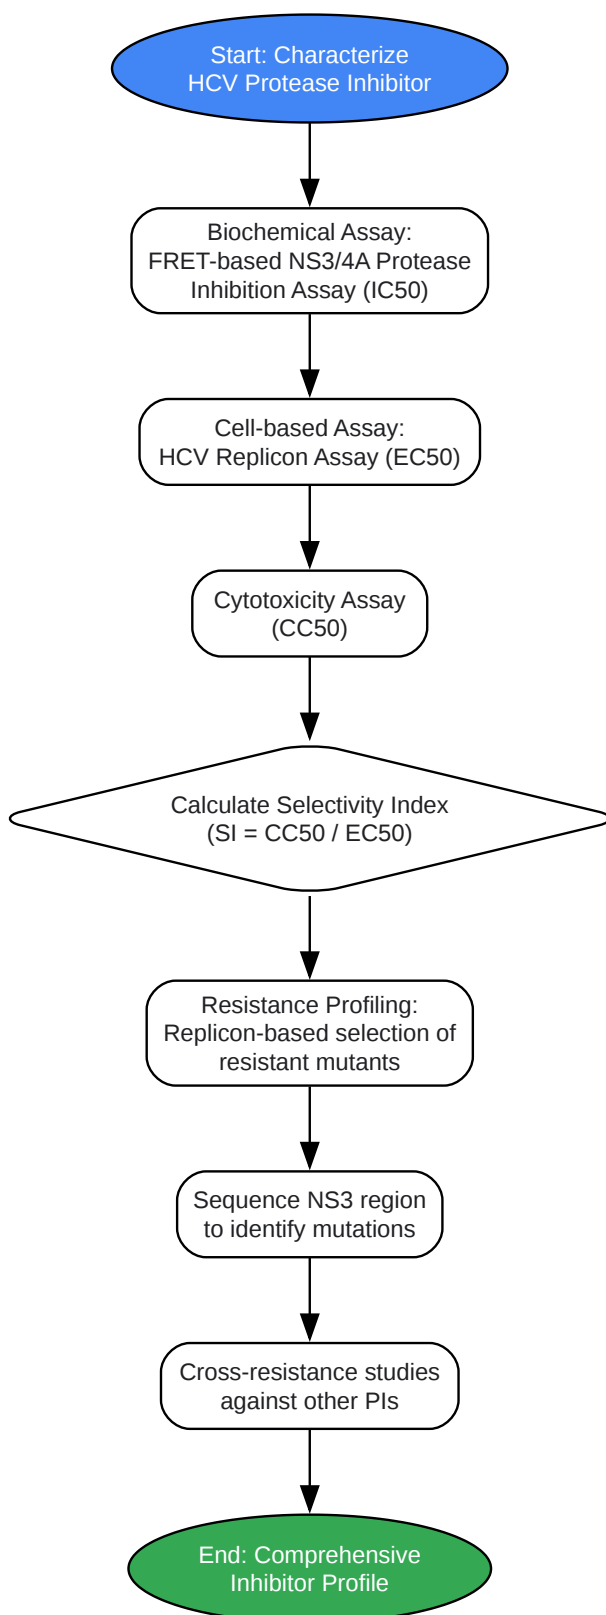 Start: Characterize
HCV Protease Inhibitor
Biochemical Assay:
FRET-based NS3/4A Protease
Inhibition Assay (IC50)
Cell-based Assay:
HCV Replicon Assay (EC50)
Cytotoxicity Assay
(CC50)
Calculate Selectivity Index
(SI = CC50 / EC50)
Resistance Profiling:
Replicon-based selection of
resistant mutants
Sequence NS3 region
to identify mutations
Cross-resistance studies
against other PIs
End: Comprehensive
Inhibitor Profile